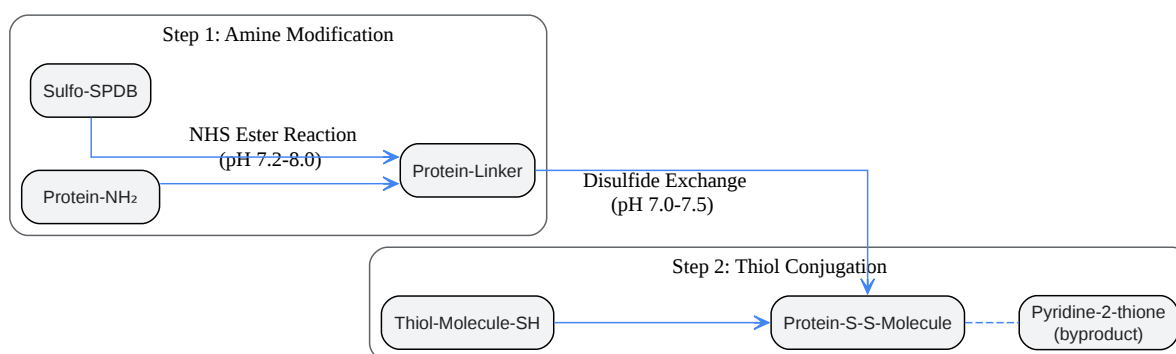 Step 1: Amine Modification
Sulfo-SPDB
NHS Ester Reaction
(pH 7.2-8.0)
Protein-Linker
Protein-NH₂
Disulfide Exchange
(pH 7.0-7.5)
Step 2: Thiol Conjugation
Thiol-Molecule-SH
Protein-S-S-Molecule
Pyridine-2-thione
(byproduct)